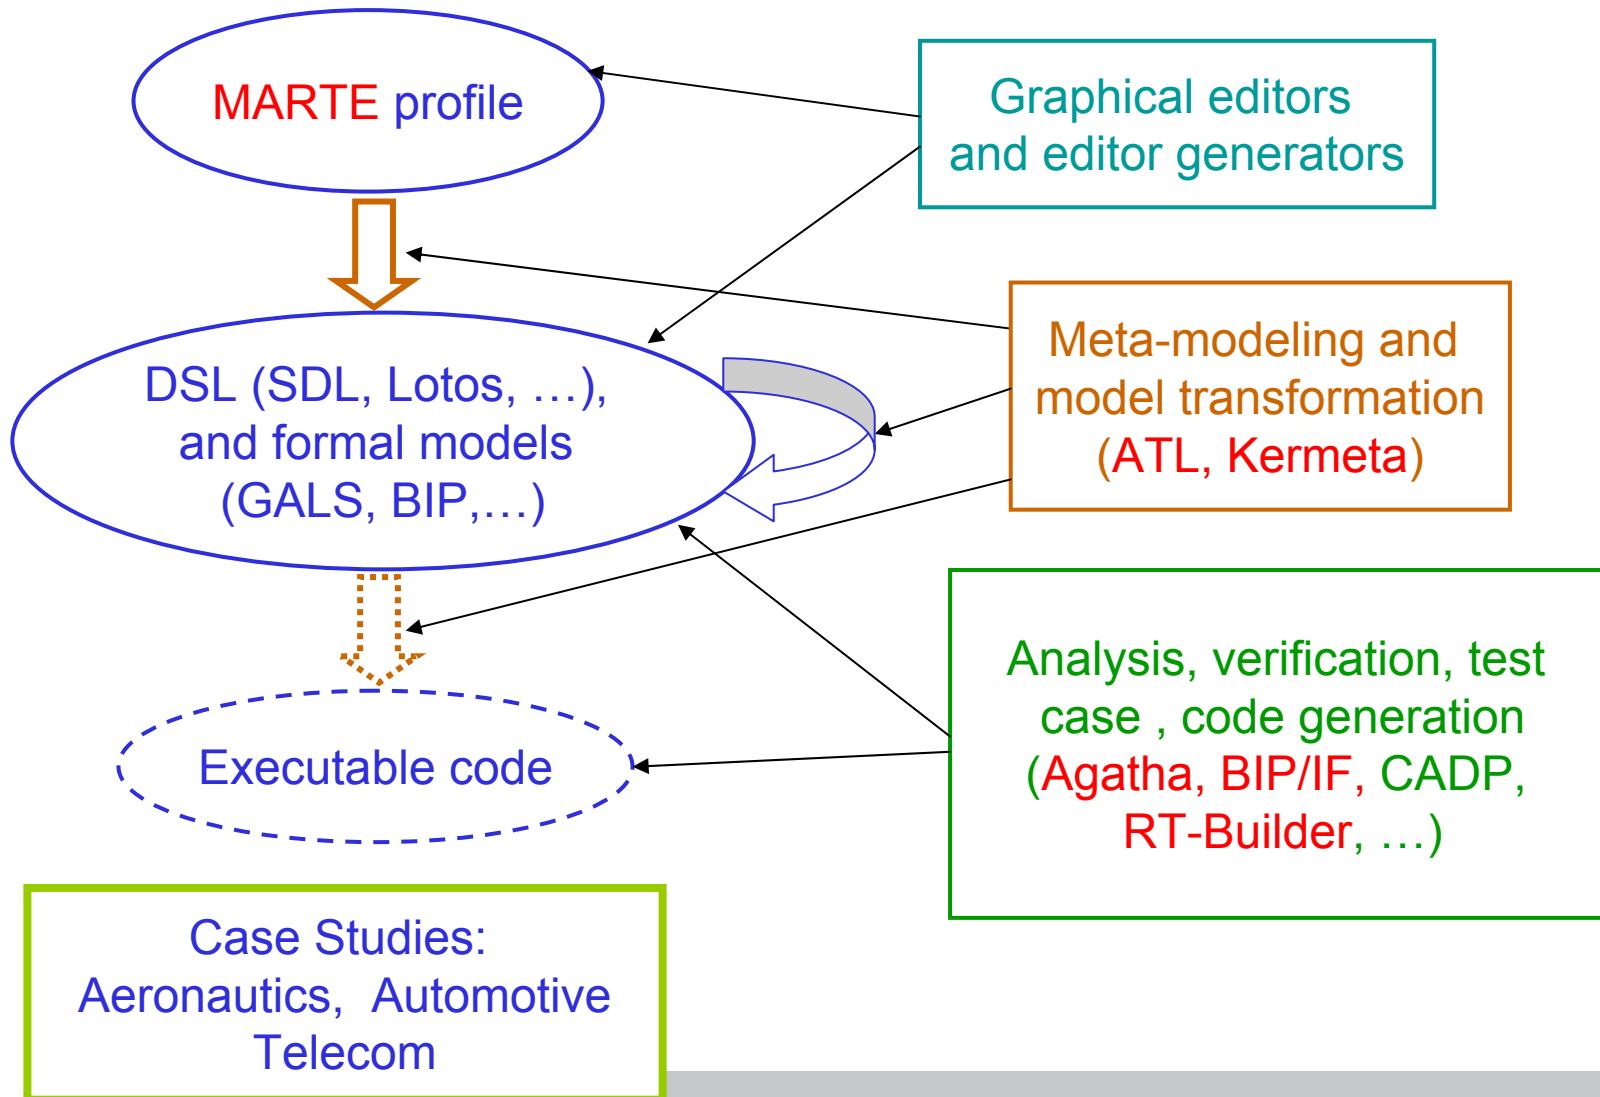 MARTE profile
Graphical editors
and editor generators
Meta-modeling and
model transformation
(ATL, Kermeta)
DSL (SDL, Lotos, …),
and formal models
(GALS, BIP,…)
Analysis, verification, test
case , code generation
(Agatha, BIP/IF, CADP,
RT-Builder, …)
Executable code
Case Studies:
Aeronautics,  Automotive
Telecom